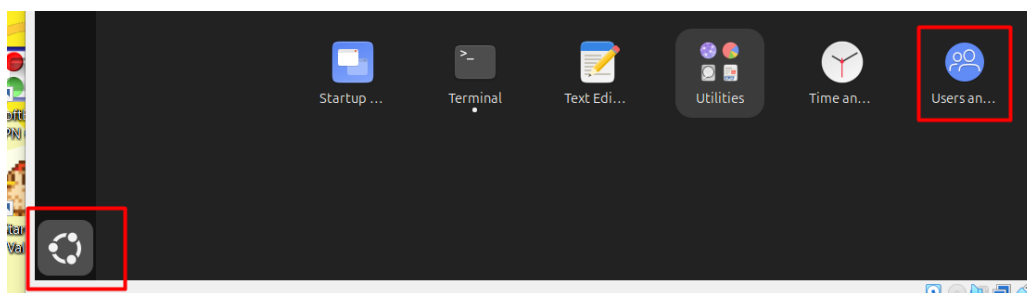 Startup ...
Terminal
Text Edi...
Utilities
Time an...
Users an...
>_